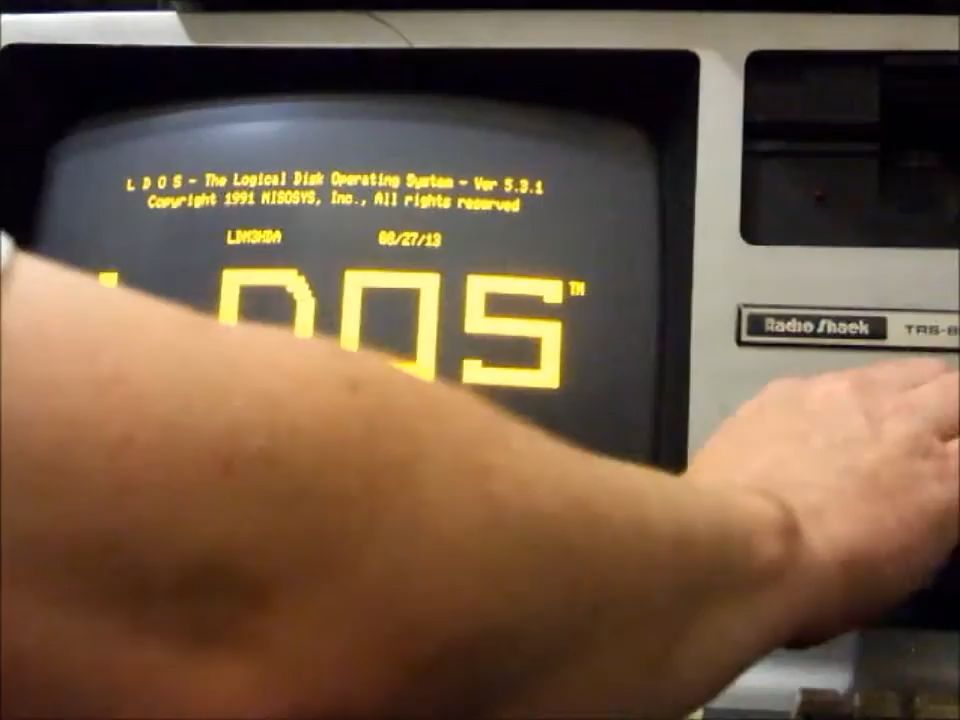 L D O S - The Logical Disk Operating System - Ver 5.3.1
Copyright 1991 MISOSYS, Inc., All rights reserved
LDM3HDA 08/27/13
LDOS™
Radio Shack TRS-8